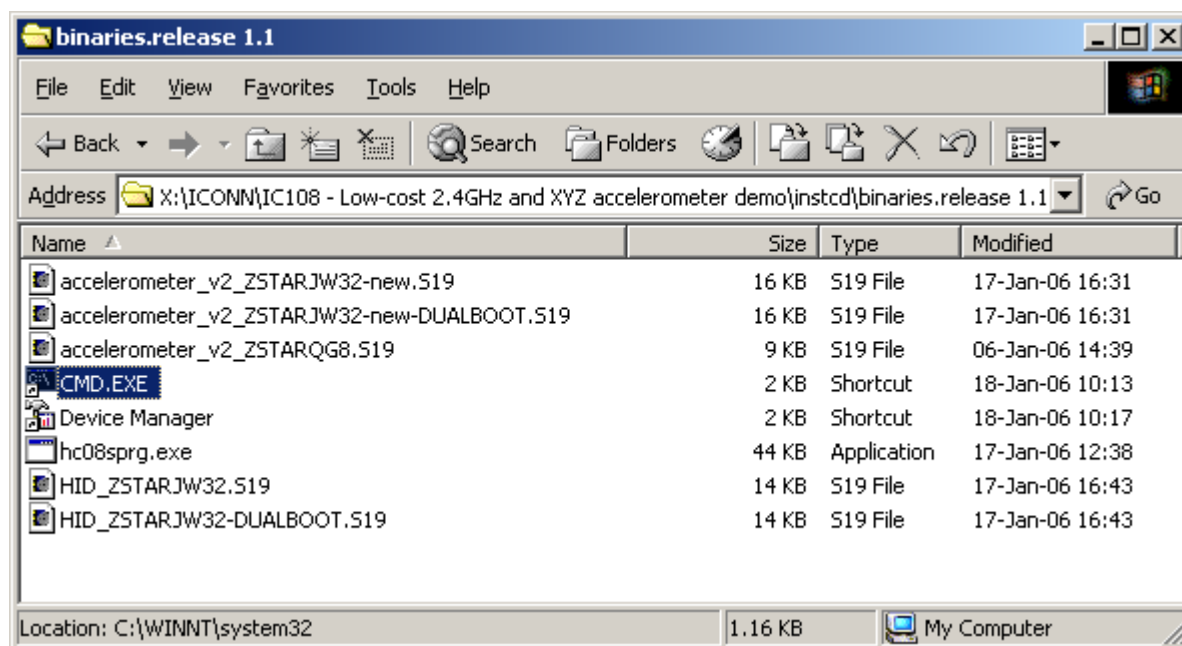 binaries.release 1.1
File Edit View Favorites Tools Help
Back Search Folders
Address X:\ICONN\IC108 - Low-cost 2.4GHz and XYZ accelerometer demo\instcd\binaries.release 1.1 Go
Name Size Type Modified
accelerometer_v2_ZSTARJW32-new.S19 16 KB S19 File 17-Jan-06 16:31
accelerometer_v2_ZSTARJW32-new-DUALBOOT.S19 16 KB S19 File 17-Jan-06 16:31
accelerometer_v2_ZSTARQG8.S19 9 KB S19 File 06-Jan-06 14:39
CMD.EXE 2 KB Shortcut 18-Jan-06 10:13
Device Manager 2 KB Shortcut 18-Jan-06 10:17
hc08sprg.exe 44 KB Application 17-Jan-06 12:38
HID_ZSTARJW32.S19 14 KB S19 File 17-Jan-06 16:43
HID_ZSTARJW32-DUALBOOT.S19 14 KB S19 File 17-Jan-06 16:43
Location: C:\WINNT\system32 1.16 KB My Computer